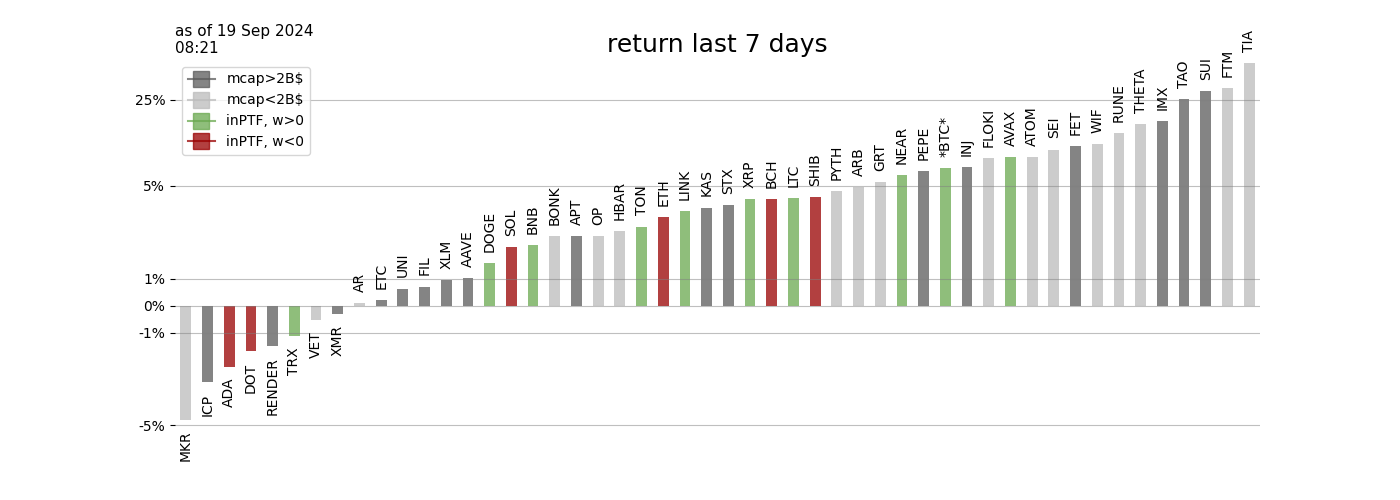 as of 19 Sep 2024
08:21
return last 7 days
mcap>2B$
mcap<2B$
inPTF, w>0
inPTF, w<0
25%
5%
1%
0%
-1%
-5%
MKR
ICP
ADA
DOT
RENDER
TRX
VET
XMR
AR
ETC
UNI
FIL
XLM
AAVE
DOGE
SOL
BNB
BONK
APT
OP
HBAR
TON
ETH
LINK
KAS
STX
XRP
BCH
LTC
SHIB
PYTH
ARB
GRT
NEAR
PEPE
*BTC*
INJ
FLOKI
AVAX
ATOM
SEI
FET
WIF
RUNE
THETA
IMX
TAO
SUI
FTM
TIA